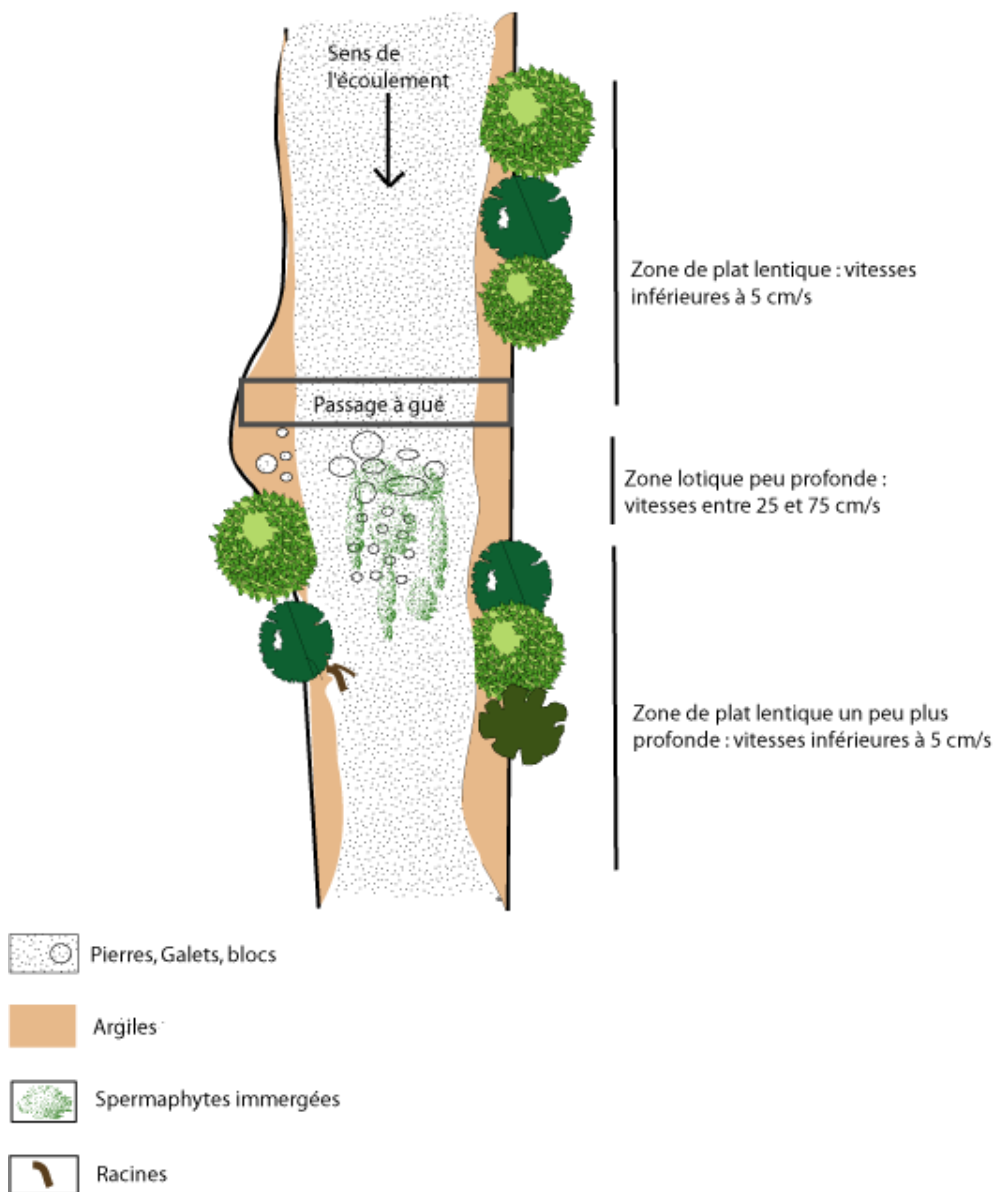 Sens de
l'écoulement
Zone de plat lentique : vitesses
inférieures à 5 cm/s
Passage à gué
Zone lotique peu profonde :
vitesses entre 25 et 75 cm/s
Zone de plat lentique un peu plus
profonde : vitesses inférieures à 5 cm/s
Pierres, Galets, blocs
Argiles
Spermaphytes immergées
Racines